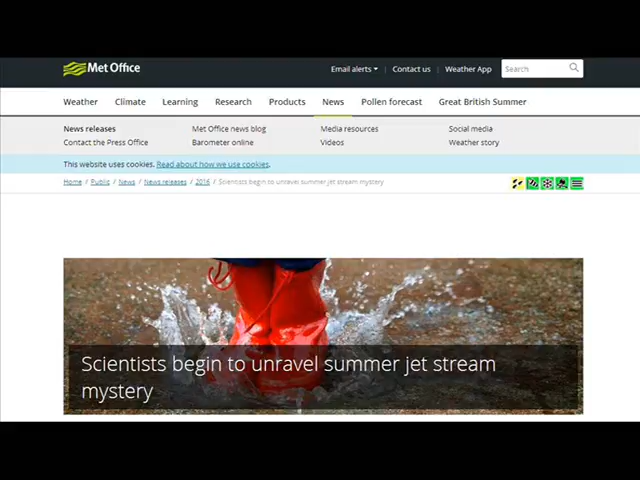 Met Office
Email alerts | Contact us | Weather App Search
Weather Climate Learning Research Products News Pollen forecast Great British Summer
News releases Met Office news blog Media resources Social media
Contact the Press Office Barometer online Videos Weather story
This website uses cookies. Read about how we use cookies.
Home / Public / News / News releases / 2016 / Scientists begin to unravel summer jet stream mystery
Scientists begin to unravel summer jet stream
mystery